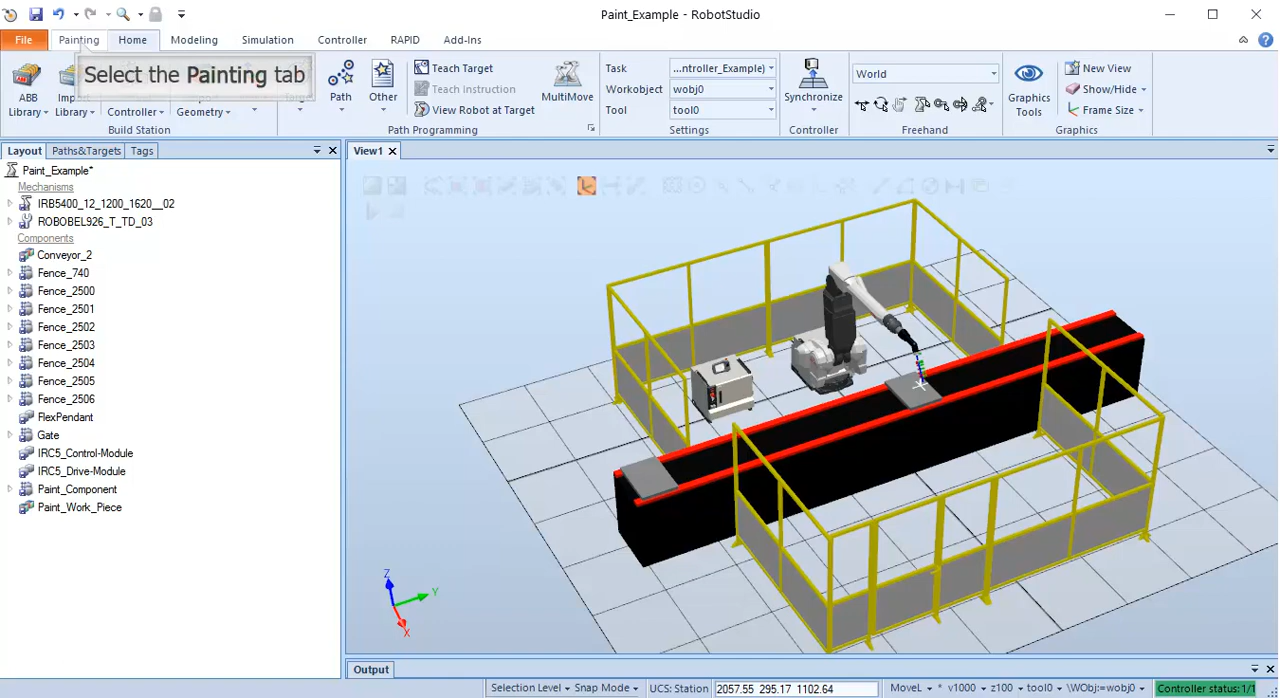 Paint_Example - RobotStudio
File Painting Home Modeling Simulation Controller RAPID Add-Ins
Select the Painting tab
ABB Library
Import Library
Controller
Geometry
Build Station
Path
Other
Teach Target
Teach Instruction
View Robot at Target
MultiMove
Path Programming
Task ...ntroller_Example)
Workobject wobj0
Tool tool0
Settings
Synchronize
Controller
World
Freehand
Graphics Tools
New View
Show/Hide
Frame Size
Graphics
Layout Paths&Targets Tags
View1
Paint_Example*
Mechanisms
IRB5400_12_1200_1620__02
ROBOBEL926_T_TD_03
Components
Conveyor_2
Fence_740
Fence_2500
Fence_2501
Fence_2502
Fence_2503
Fence_2504
Fence_2505
Fence_2506
FlexPendant
Gate
IRC5_Control-Module
IRC5_Drive-Module
Paint_Component
Paint_Work_Piece
Z
Y
X
Output
Selection Level Snap Mode UCS: Station 2057.55 295.17 1102.64 MoveL * v1000 z100 tool0 \WObj:=wobj0 Controller status: 1/1